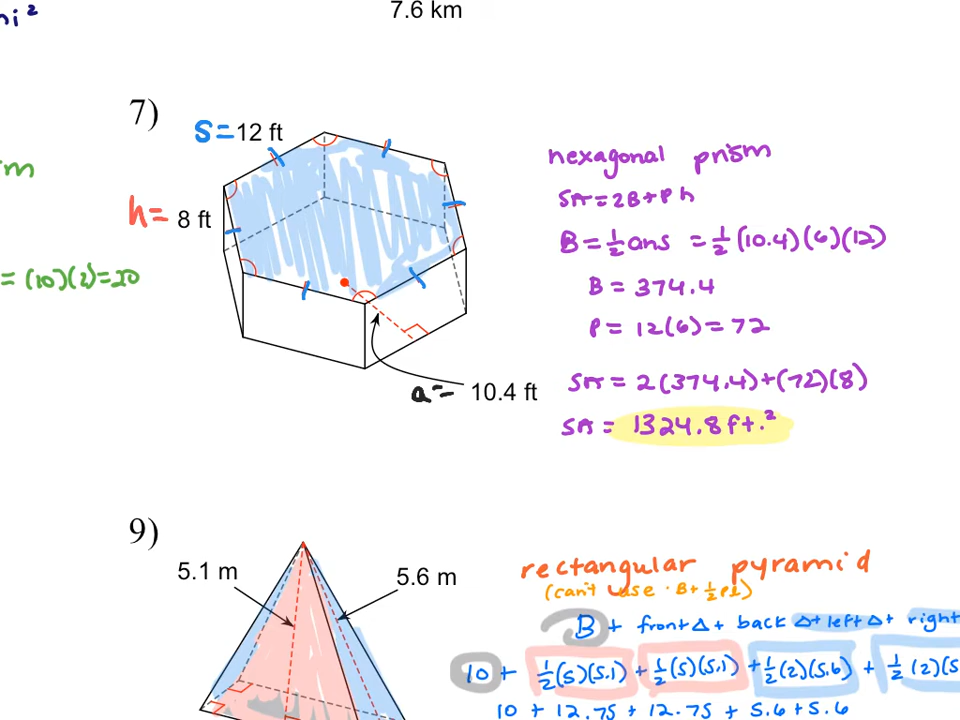 7.6 km
7)
S = 12 ft
h = 8 ft
= (10)(2) = 20
a = 10.4 ft
hexagonal prism
SA = 2B + Ph
B = ½ans = ½(10.4)(6)(12)
B = 374.4
P = 12(6) = 72
SA = 2(374.4) + (72)(8)
SA = 1324.8 ft.²
9)
5.1 m
5.6 m
rectangular pyramid
(can't use · B + ½pl)
B + front Δ + back Δ + left Δ + right
10 + ½(5)(5.1) + ½(5)(5.1) + ½(2)(5.6) + ½(2)(5
10 + 12.75 + 12.75 + 5.6 + 5.6